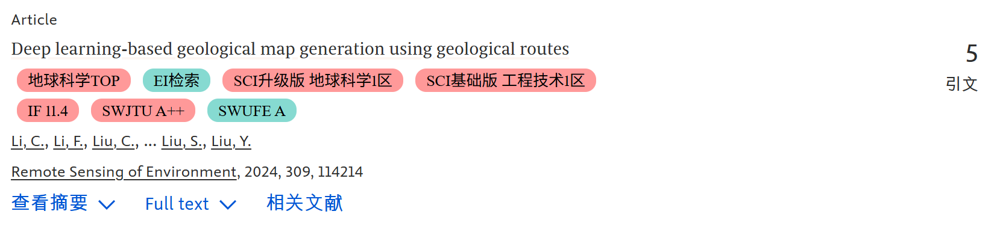 Article
Deep learning-based geological map generation using geological routes
5
引文
地球科学TOP EI检索 SCI升级版 地球科学1区 SCI基础版 工程技术1区
IF 11.4 SWJTU A++ SWUFE A
Li, C., Li, F., Liu, C., ... Liu, S., Liu, Y.
Remote Sensing of Environment, 2024, 309, 114214
查看摘要 Full text 相关文献